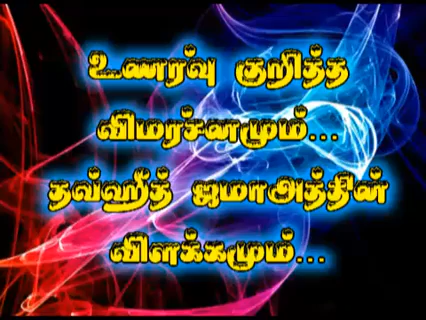 உணர்வு குறித்த
விமர்சனமும்...
தவ்ஹீத் ஜமாஅத்தின்
விளக்கமும்...